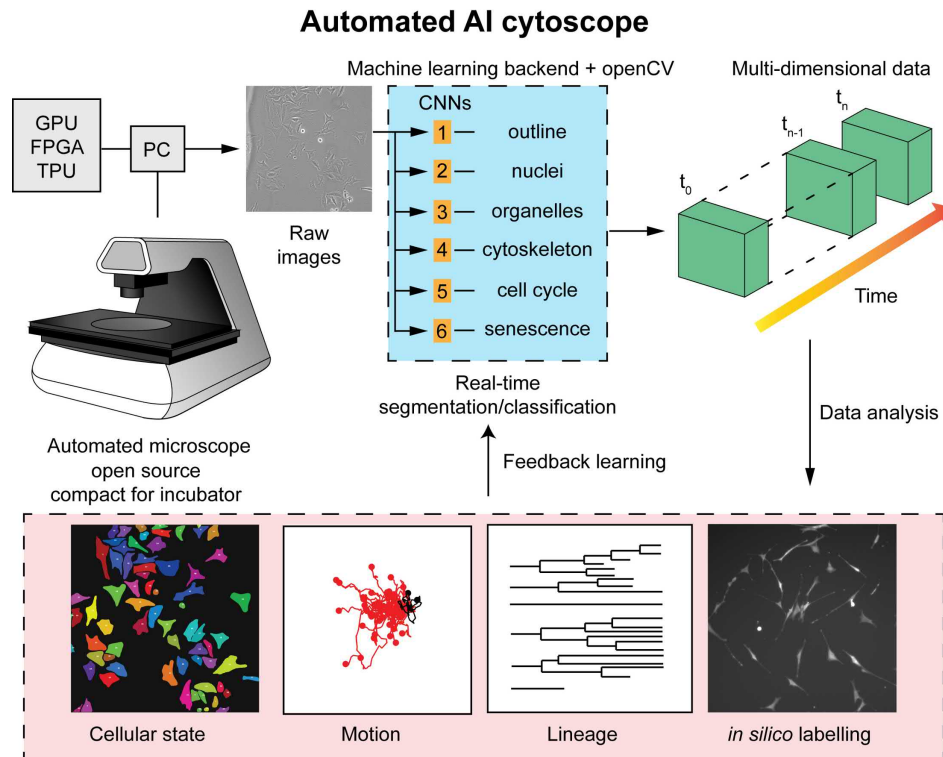 Automated AI cytoscope
Machine learning backend + openCV
Multi-dimensional data
GPU
FPGA
TPU
PC
Raw
images
CNNs
1 outline
2 nuclei
3 organelles
4 cytoskeleton
5 cell cycle
6 senescence
t0
tn-1
tn
Time
Real-time
segmentation/classification
Automated microscope
open source
compact for incubator
Feedback learning
Data analysis
Cellular state
Motion
Lineage
in silico labelling